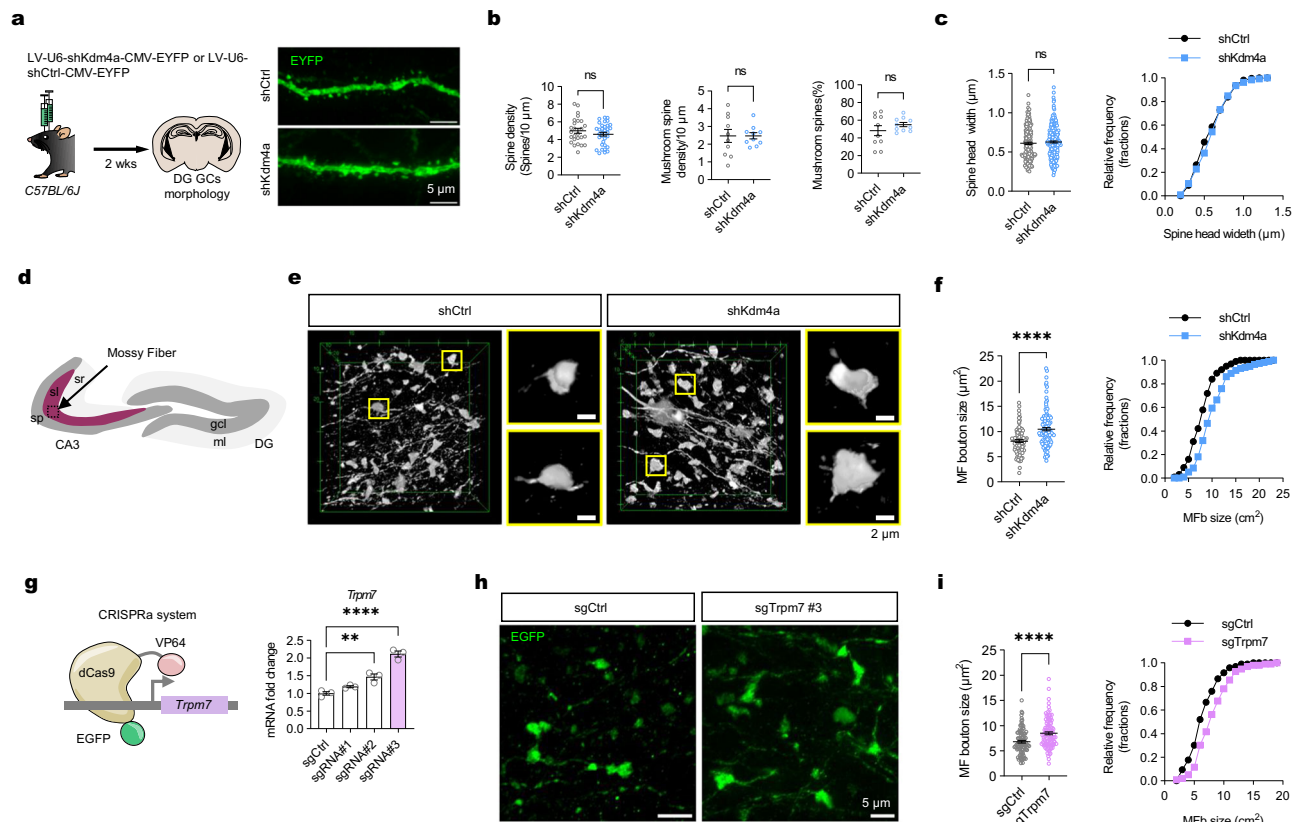 a
LV-U6-shKdm4a-CMV-EYFP or LV-U6-
shCtrl-CMV-EYFP
C57BL/6J
2 wks
DG GCs
morphology
EYFP
shCtrl
shKdm4a
5 µm
b
Spine density
(Spines/10 µm)
10
8
6
4
2
0
ns
shCtrl
shKdm4a
Mushroom spine
density/10 µm
6
4
2
0
ns
shCtrl
shKdm4a
Mushroom spines(%)
100
80
60
40
20
0
ns
shCtrl
shKdm4a
c
Spine head width (µm)
1.5
1.0
0.5
0.0
ns
shCtrl
shKdm4a
shCtrl
shKdm4a
Relative frequency
(fractions)
1.0
0.8
0.6
0.4
0.2
0.0
0.0 0.5 1.0 1.5
Spine head wideth (µm)
d
Mossy Fiber
sl
sr
sp
CA3
gcl
ml
DG
e
shCtrl
shKdm4a
2 µm
f
MF bouton size (µm²)
25
20
15
10
5
0
****
shCtrl
shKdm4a
shCtrl
shKdm4a
Relative frequency
(fractions)
1.0
0.8
0.6
0.4
0.2
0.0
0 5 10 15 20 25
MFb size (cm²)
g
CRISPRa system
VP64
dCas9
Trpm7
EGFP
Trpm7
****
**
mRNA fold change
2.5
2.0
1.5
1.0
0.5
0.0
sgCtrl
sgRNA#1
sgRNA#2
sgRNA#3
h
sgCtrl
sgTrpm7 #3
EGFP
5 µm
i
MF bouton size (µm²)
25
20
15
10
5
0
****
sgCtrl
sgTrpm7
sgCtrl
sgTrpm7
Relative frequency
(fractions)
1.0
0.8
0.6
0.4
0.2
0.0
0 5 10 15 20
MFb size (cm²)